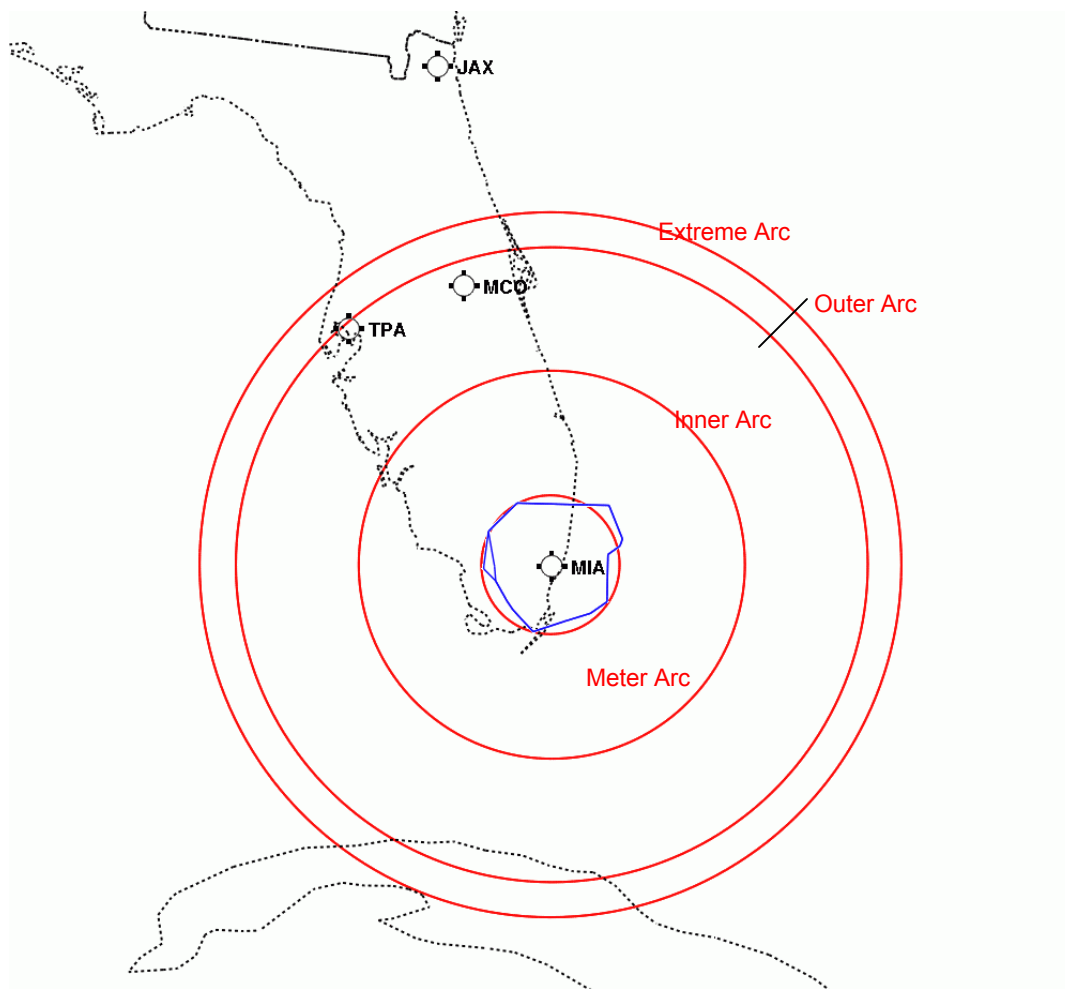 JAX
Extreme Arc
MCO
Outer Arc
TPA
Inner Arc
MIA
Meter Arc